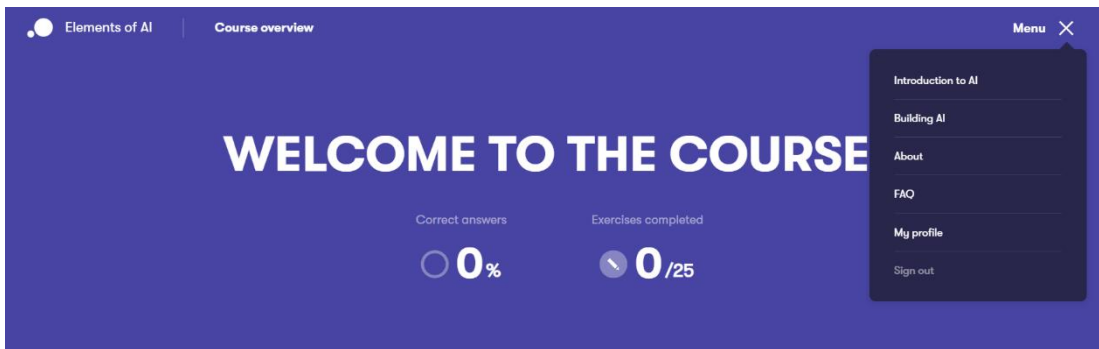 Elements of AI
Course overview
Menu
Introduction to AI
Building AI
About
FAQ
My profile
Sign out
WELCOME TO THE COURSE
Correct answers
Exercises completed
0%
0/25